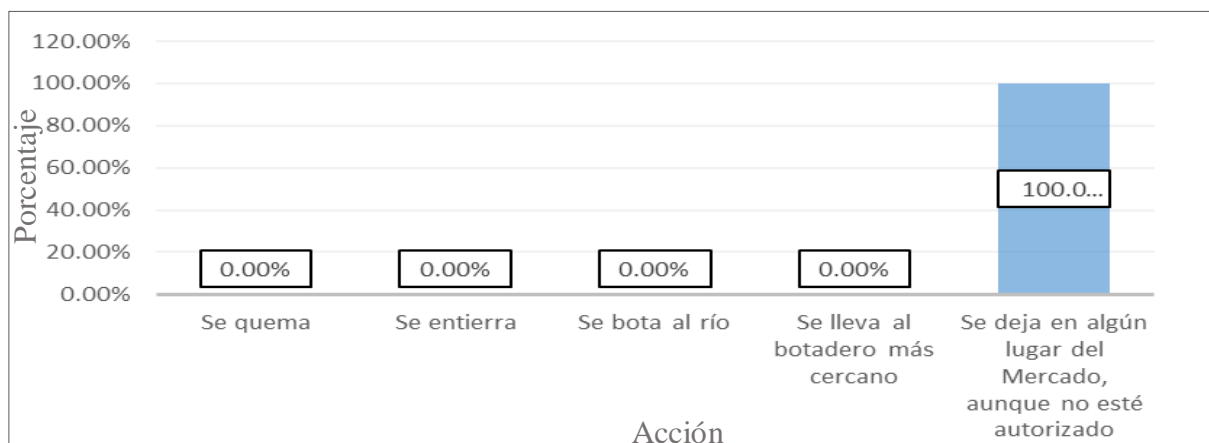 120.00%
100.00%
80.00%
60.00%
40.00%
20.00%
0.00%
Porcentaje
0.00%
0.00%
0.00%
0.00%
100.0...
Se quema
Se entierra
Se bota al río
Se lleva al
botadero más
cercano
Se deja en algún
lugar del
Mercado,
aunque no esté
autorizado
Acción